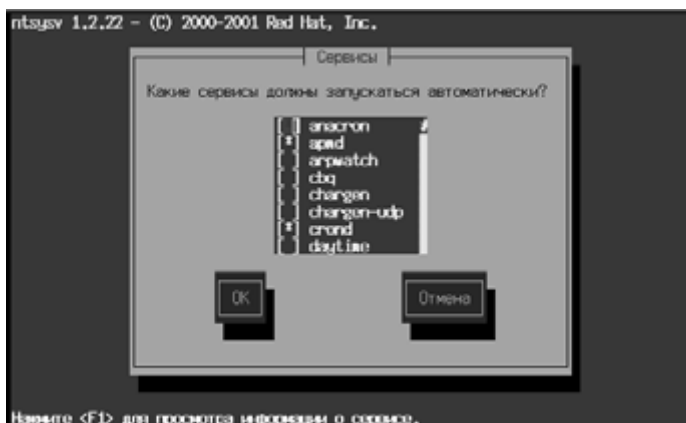 ntsysv 1.2.22 – (C) 2000-2001 Red Hat, Inc.
Сервисы
Какие сервисы должны запускаться автоматически?
[ ] anacron
[*] apmd
[ ] arpwatch
[ ] cbq
[ ] chargen
[ ] chargen-udp
[*] crond
[ ] daytime
OK Отмена
Нажмите <F1> для просмотра информации о сервисе.